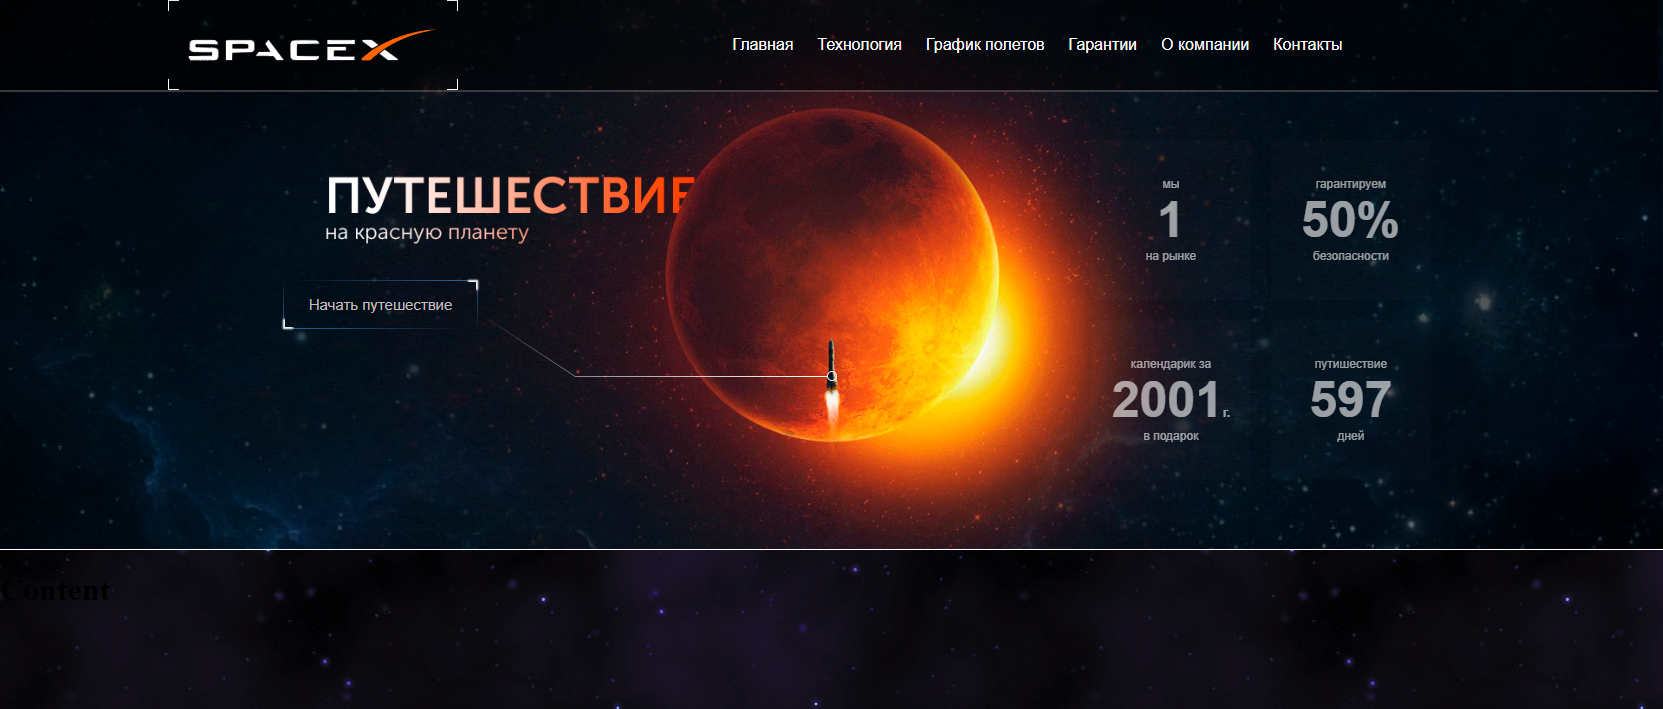 SPACEX
Главная Технология График полетов Гарантии О компании Контакты
ПУТЕШЕСТВИЕ
на красную планету
Начать путешествие
мы
1
на рынке
гарантируем
50%
безопасности
календарик за
2001 г.
в подарок
путишествие
597
дней
Content